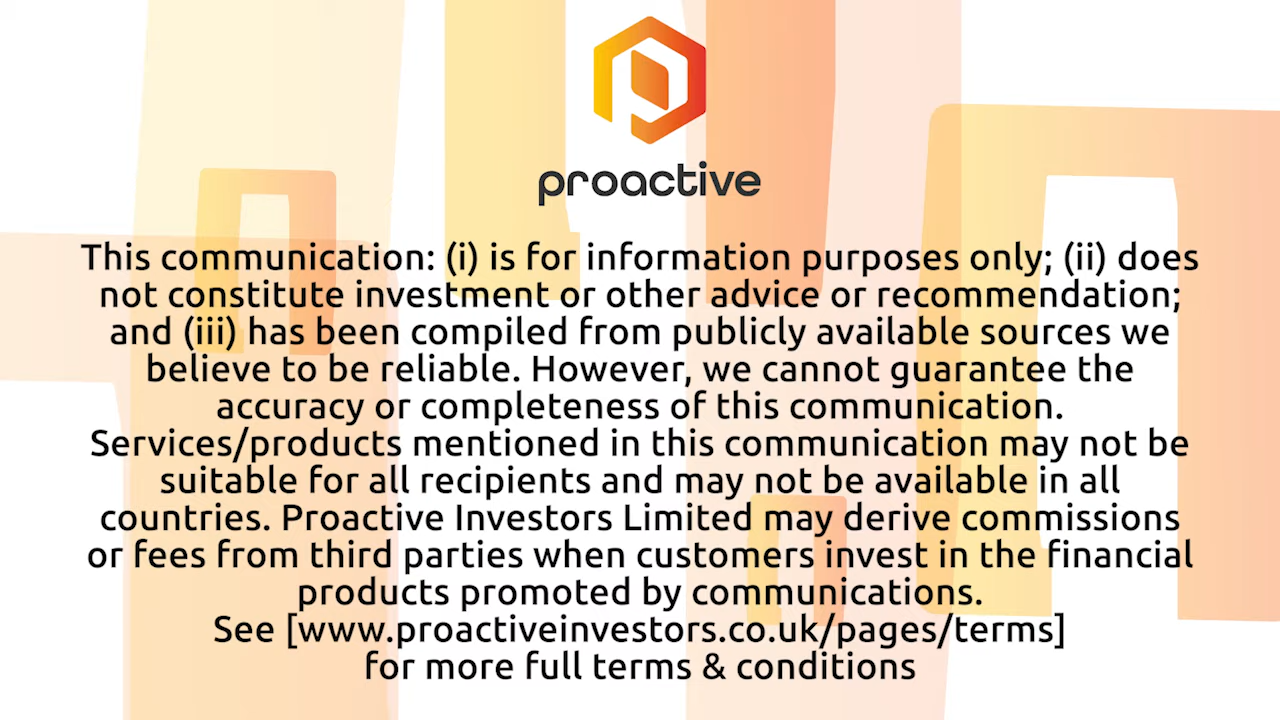 proactive
This communication: (i) is for information purposes only; (ii) does
not constitute investment or other advice or recommendation;
and (iii) has been compiled from publicly available sources we
believe to be reliable. However, we cannot guarantee the
accuracy or completeness of this communication.
Services/products mentioned in this communication may not be
suitable for all recipients and may not be available in all
countries. Proactive Investors Limited may derive commissions
or fees from third parties when customers invest in the financial
products promoted by communications.
See [www.proactiveinvestors.co.uk/pages/terms]
for more full terms & conditions